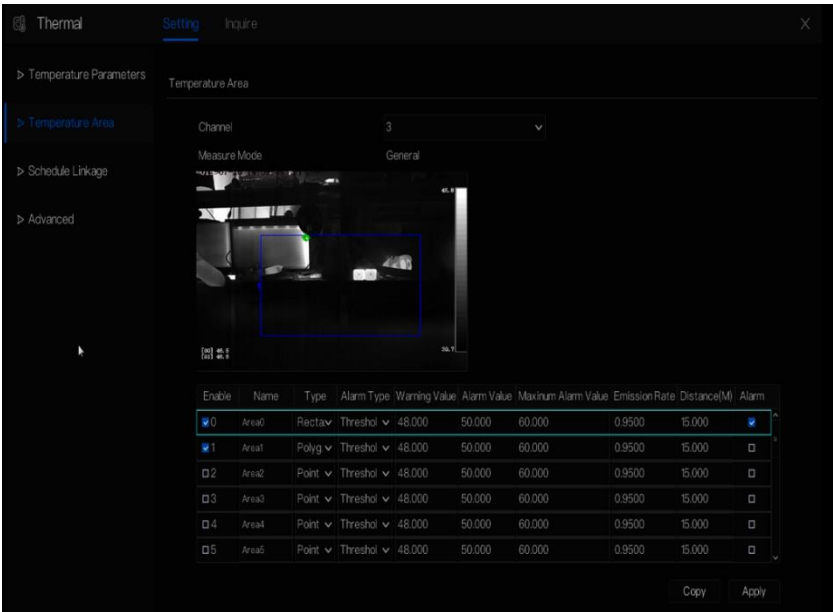 Thermal Setting Inquire X
Temperature Parameters
Temperature Area
Temperature Area
Channel 3
Schedule Linkage
Measure Mode General
Advanced
Enable Name Type Alarm Type Warning Value Alarm Value Maxinum Alarm Value Emission Rate Distance(M) Alarm
0 Area0 Recta Threshol 48.000 50.000 60.000 0.9500 15.000
1 Area1 Polyg Threshol 48.000 50.000 60.000 0.9500 15.000
2 Area2 Point Threshol 48.000 50.000 60.000 0.9500 15.000
3 Area3 Point Threshol 48.000 50.000 60.000 0.9500 15.000
4 Area4 Point Threshol 48.000 50.000 60.000 0.9500 15.000
5 Area5 Point Threshol 48.000 50.000 60.000 0.9500 15.000
Copy Apply